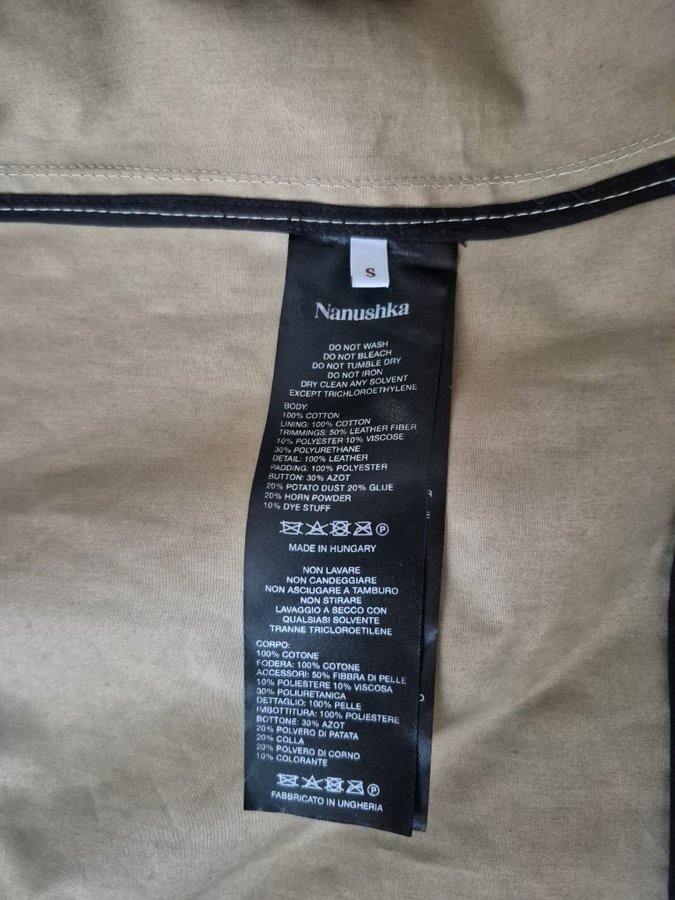 S
Nanushka
DO NOT WASH
DO NOT BLEACH
DO NOT TUMBLE DRY
DO NOT IRON
DRY CLEAN ANY SOLVENT
EXCEPT TRICHLOROETHYLENE
BODY:
100% COTTON
LINING: 100% COTTON
TRIMMINGS: 50% LEATHER FIBER
10% POLYESTER 10% VISCOSE
30% POLYURETHANE
DETAIL: 100% LEATHER
PADDING: 100% POLYESTER
BUTTON: 30% AZOT
20% POTATO DUST 20% GLUE
20% HORN POWDER
10% DYE STUFF
P
MADE IN HUNGARY
NON LAVARE
NON CANDEGGIARE
NON ASCIUGARE A TAMBURO
NON STIRARE
LAVAGGIO A SECCO CON
QUALSIASI SOLVENTE
TRANNE TRICLOROETILENE
CORPO:
100% COTONE
FODERA: 100% COTONE
ACCESSORI: 50% FIBBRA DI PELLE
10% POLIESTERE 10% VISCOSA
30% POLIURETANICA
DETTAGLIO: 100% PELLE
IMBOTTITURA: 100% POLIESTERE
BOTTONE: 30% AZOT
20% POLVERO DI PATATA
20% COLLA
20% POLVERO DI CORNO
10% COLORANTE
P
FABBRICATO IN UNGHERIA